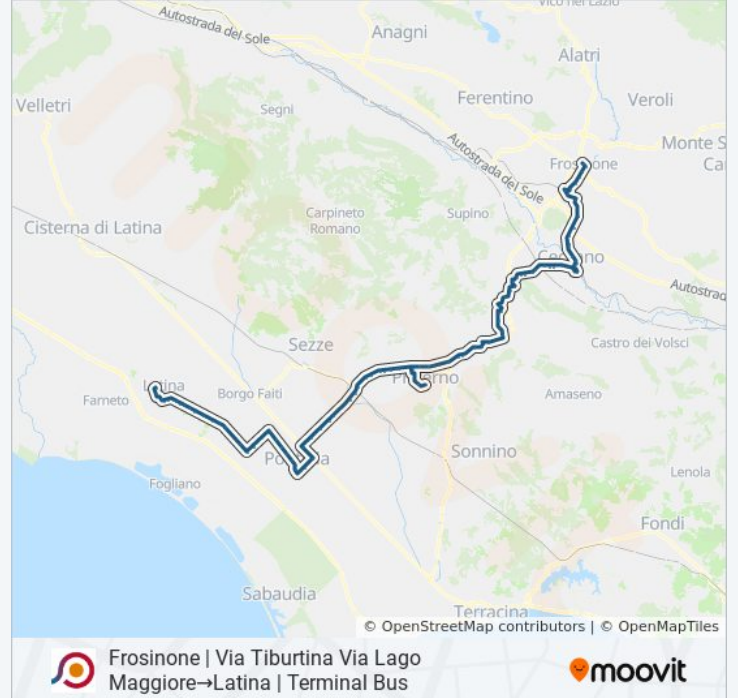 Vico nel Lazio
Autostrada del Sole
Anagni
Alatri
Velletri
Segni
Ferentino
Veroli
Autostrada del Sole
Monte S
Ca
Frosinone
Carpineto
Romano
Supino
Cisterna di Latina
Ceccano
Autostrad
Sezze
Castro dei Volsci
Latina
Priverno
Farneto
Borgo Faiti
Amaseno
Pontinia
Sonnino
Fogliano
Lenola
Fondi
Sabaudia
Terracina
© OpenStreetMap contributors | © OpenMapTiles
Frosinone | Via Tiburtina Via Lago
Maggiore→Latina | Terminal Bus
moovit